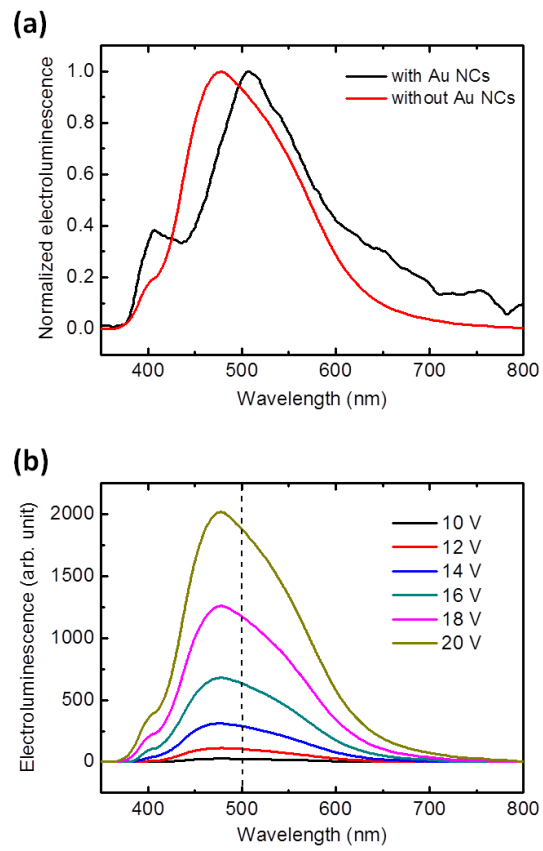 (a)
Normalized electroluminescence
1.0
0.8
0.6
0.4
0.2
0.0
with Au NCs
without Au NCs
400 500 600 700 800
Wavelength (nm)
(b)
Electroluminescence (arb. unit)
2000
1500
1000
500
0
10 V
12 V
14 V
16 V
18 V
20 V
400 500 600 700 800
Wavelength (nm)